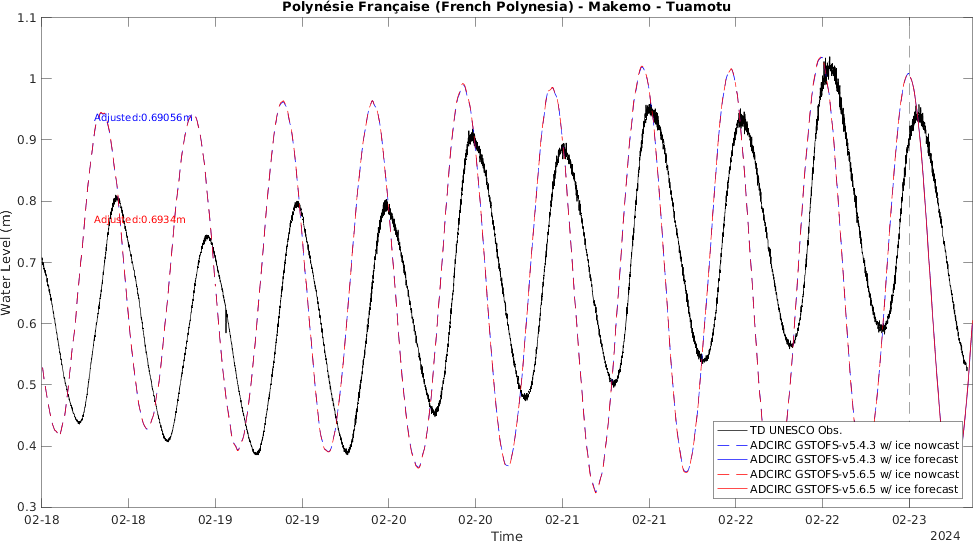 Polynésie Française (French Polynesia) - Makemo - Tuamotu
1.1
1
0.9
0.8
0.7
0.6
0.5
0.4
0.3
Water Level (m)
Adjusted:0.69056m
Adjusted:0.6934m
TD UNESCO Obs.
ADCIRC GSTOFS-v5.4.3 w/ ice nowcast
ADCIRC GSTOFS-v5.4.3 w/ ice forecast
ADCIRC GSTOFS-v5.6.5 w/ ice nowcast
ADCIRC GSTOFS-v5.6.5 w/ ice forecast
02-18 02-18 02-19 02-19 02-20 02-20 02-21 02-21 02-22 02-22 02-23
Time
2024